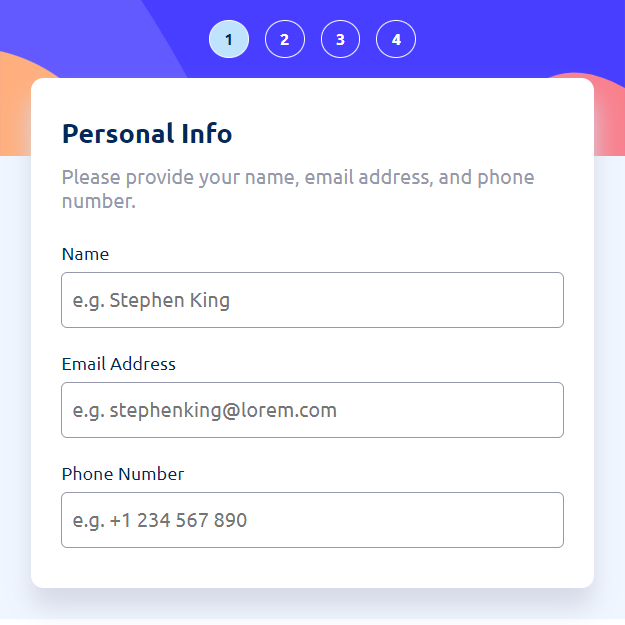 1 2 3 4
Personal Info
Please provide your name, email address, and phone
number.
Name
e.g. Stephen King
Email Address
e.g. stephenking@lorem.com
Phone Number
e.g. +1 234 567 890